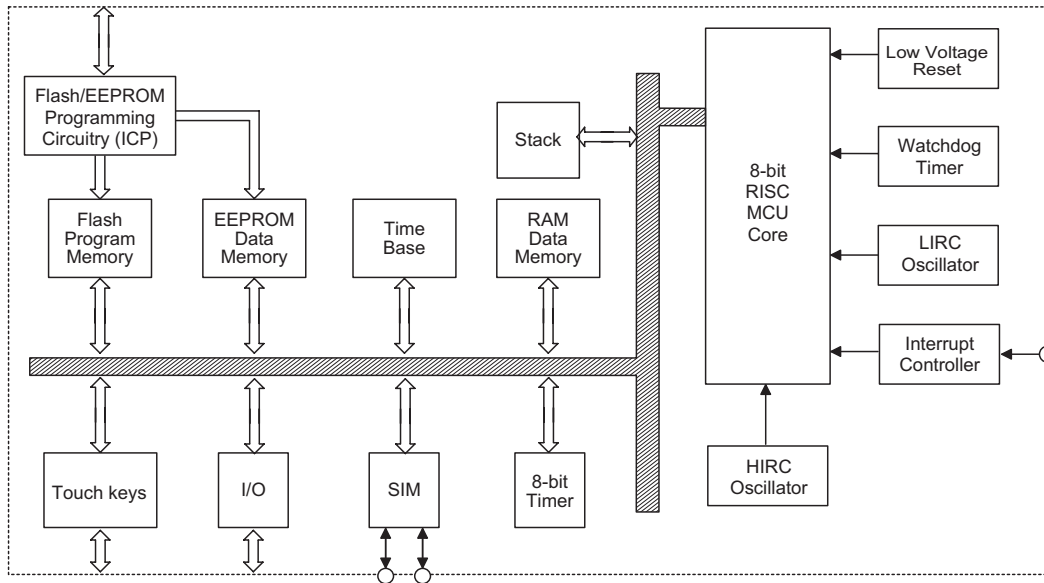 Flash/EEPROM
Programming
Circuitry (ICP)
Stack
8-bit
RISC
MCU
Core
Low Voltage
Reset
Watchdog
Timer
LIRC
Oscillator
Interrupt
Controller
Flash
Program
Memory
EEPROM
Data
Memory
Time
Base
RAM
Data
Memory
Touch keys
I/O
SIM
8-bit
Timer
HIRC
Oscillator